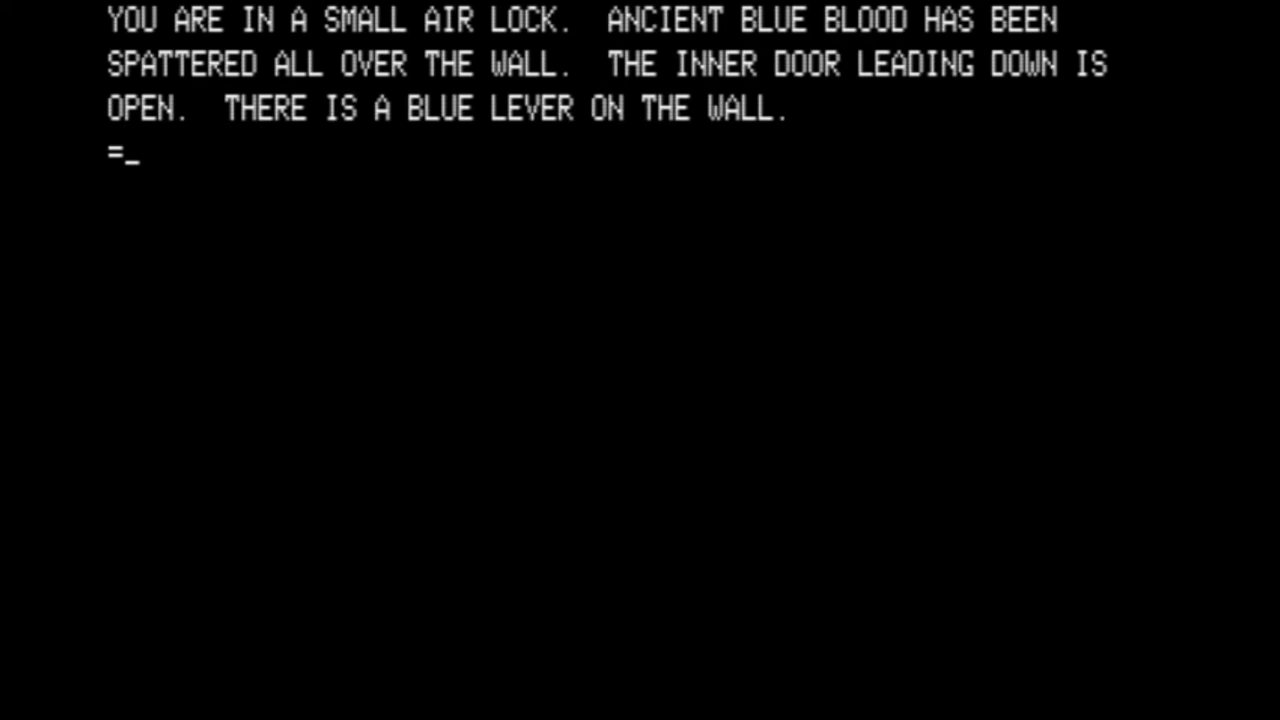 YOU ARE IN A SMALL AIR LOCK.  ANCIENT BLUE BLOOD HAS BEEN
SPATTERED ALL OVER THE WALL.  THE INNER DOOR LEADING DOWN IS
OPEN.  THERE IS A BLUE LEVER ON THE WALL.
=_